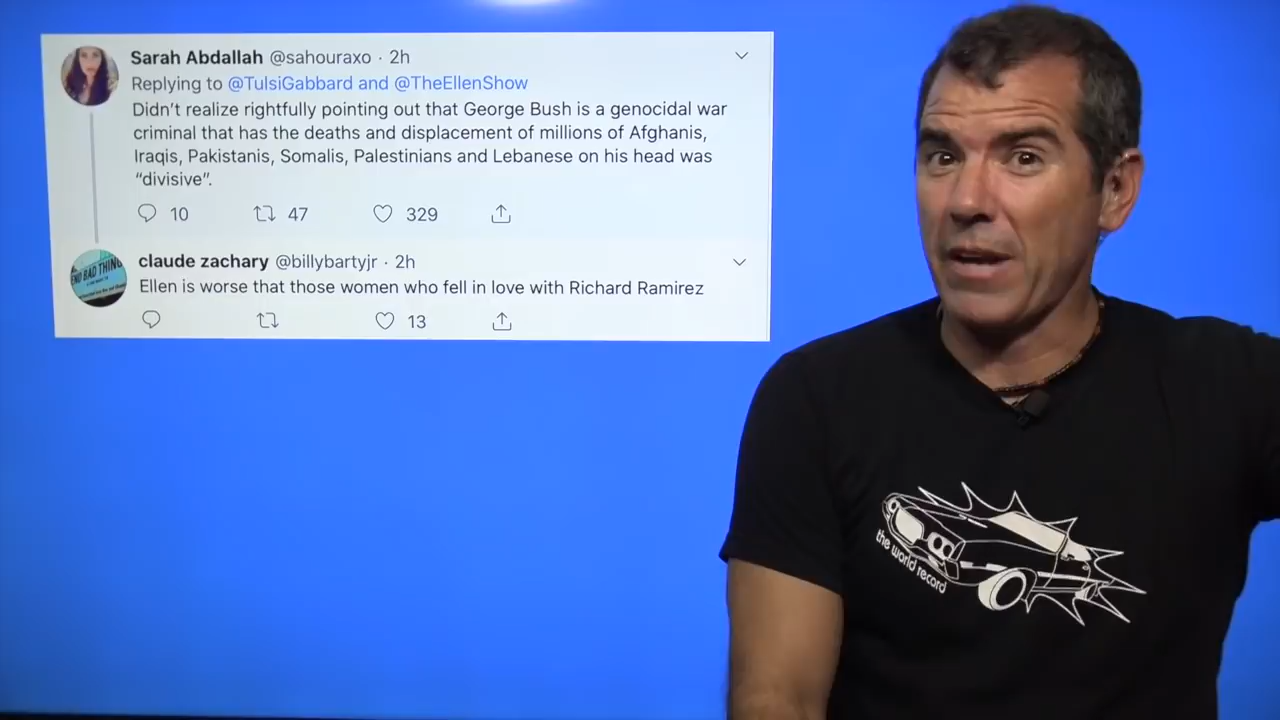 Sarah Abdallah @sahouraxo · 2h
Replying to @TulsiGabbard and @TheEllenShow
Didn't realize rightfully pointing out that George Bush is a genocidal war
criminal that has the deaths and displacement of millions of Afghanis,
Iraqis, Pakistanis, Somalis, Palestinians and Lebanese on his head was
“divisive”.
10 47 329
END BAD THING
claude zachary @billybartyjr · 2h
Ellen is worse that those women who fell in love with Richard Ramirez
13
the world record